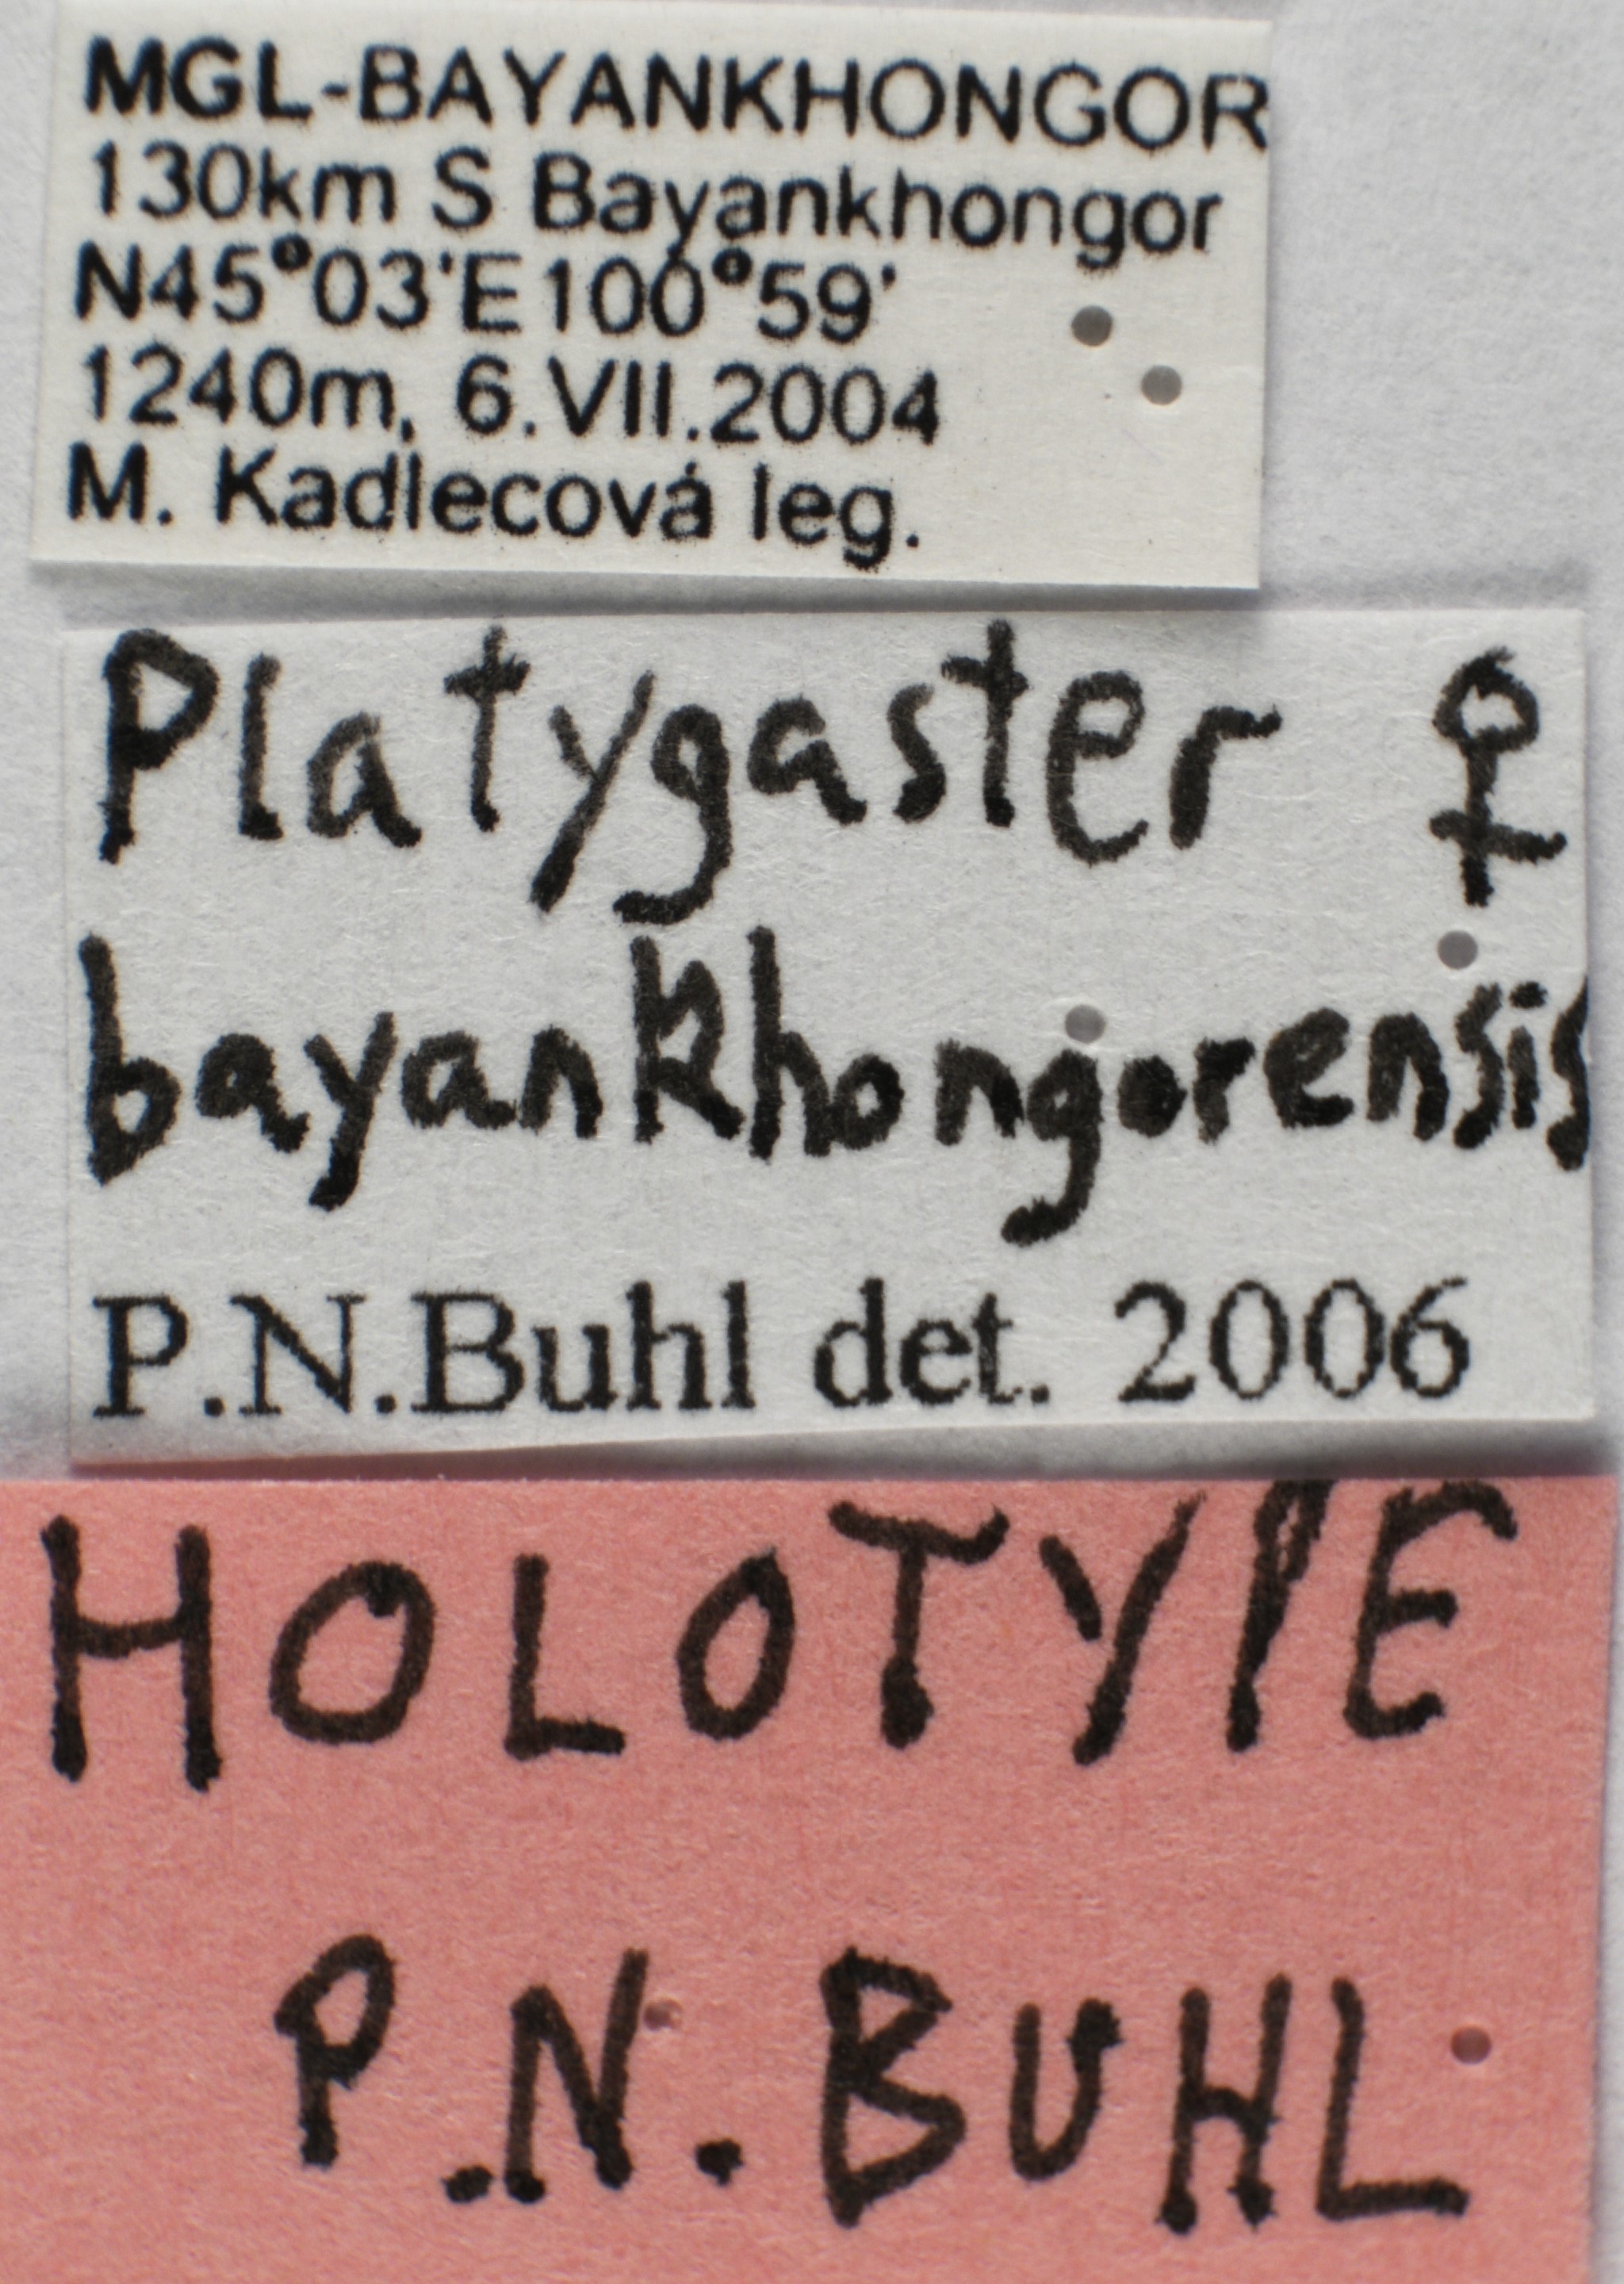 MGL-BAYANKHONGOR
130km S Bayankhongor
N45°03'E100°59'
1240m, 6.VII.2004
M. Kadlecová leg.
Platygaster ♀
bayankhongorensis
P.N.Buhl det. 2006
HOLOTYPE
P.N. BUHL